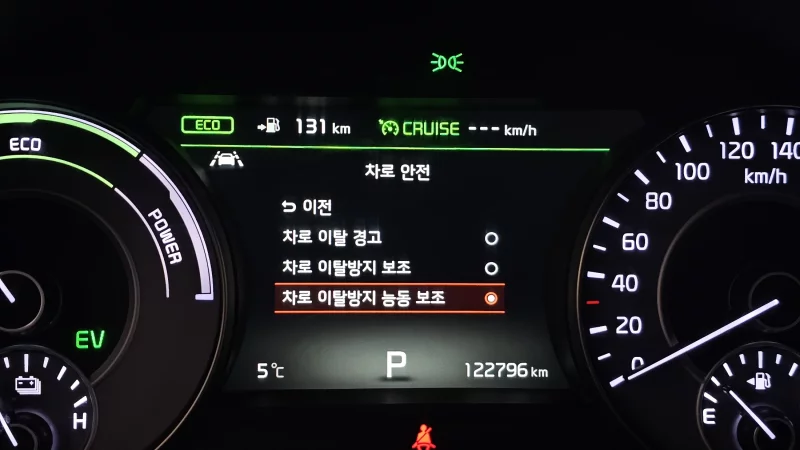 ECO 131 km CRUISE --- km/h
차로 안전
이전
차로 이탈 경고
차로 이탈방지 보조
차로 이탈방지 능동 보조
5℃ P 122796 km
ECO
POWER
EV
H
140
120
100
km/h
80
60
40
20
0
E